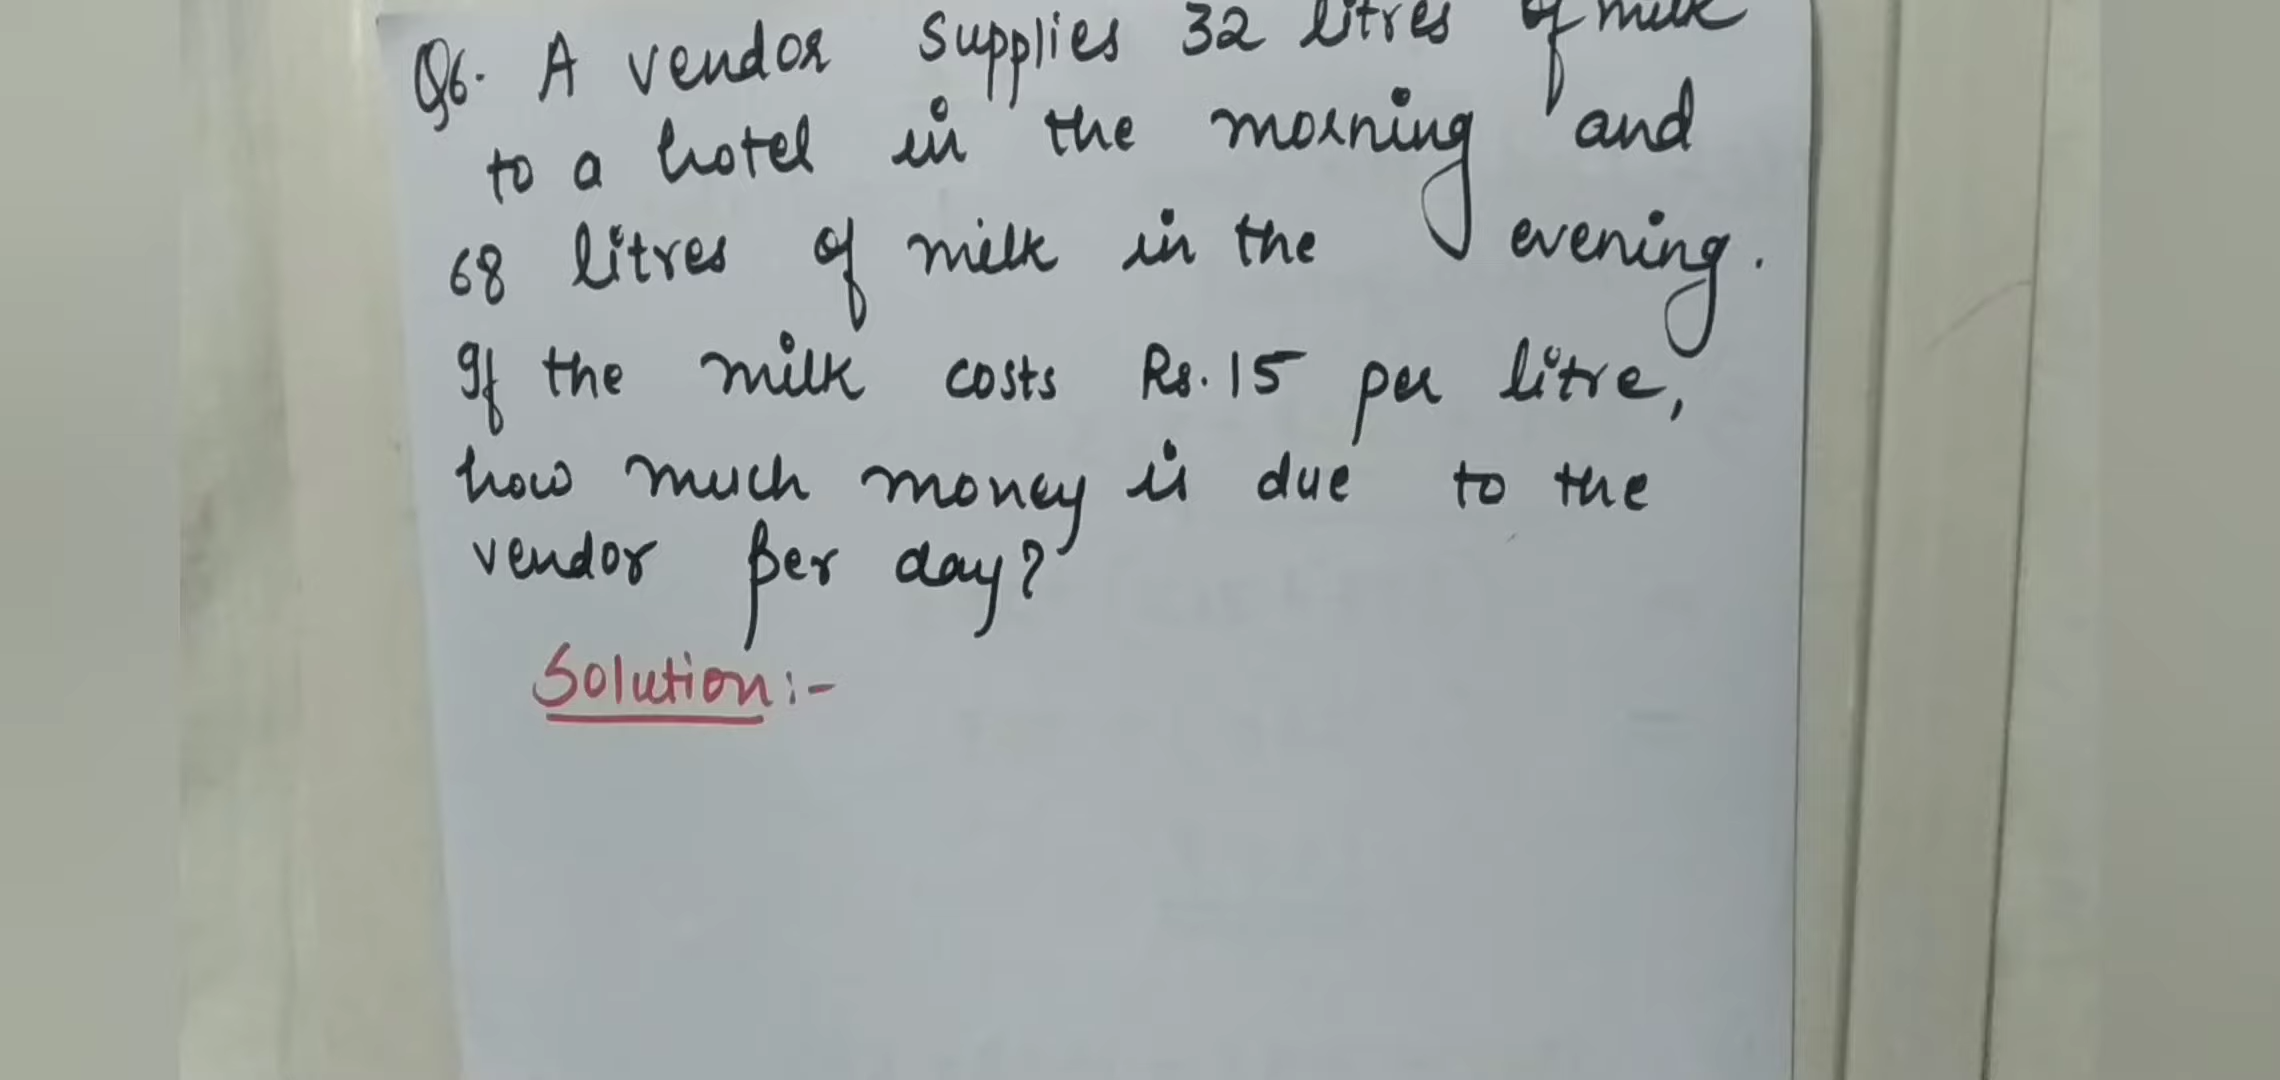 Q6. A vendor supplies 32 litres of milk
to a hotel in the morning and
68 litres of milk in the evening.
If the milk costs Rs. 15 per litre,
how much money is due to the
vendor per day?
Solution :-